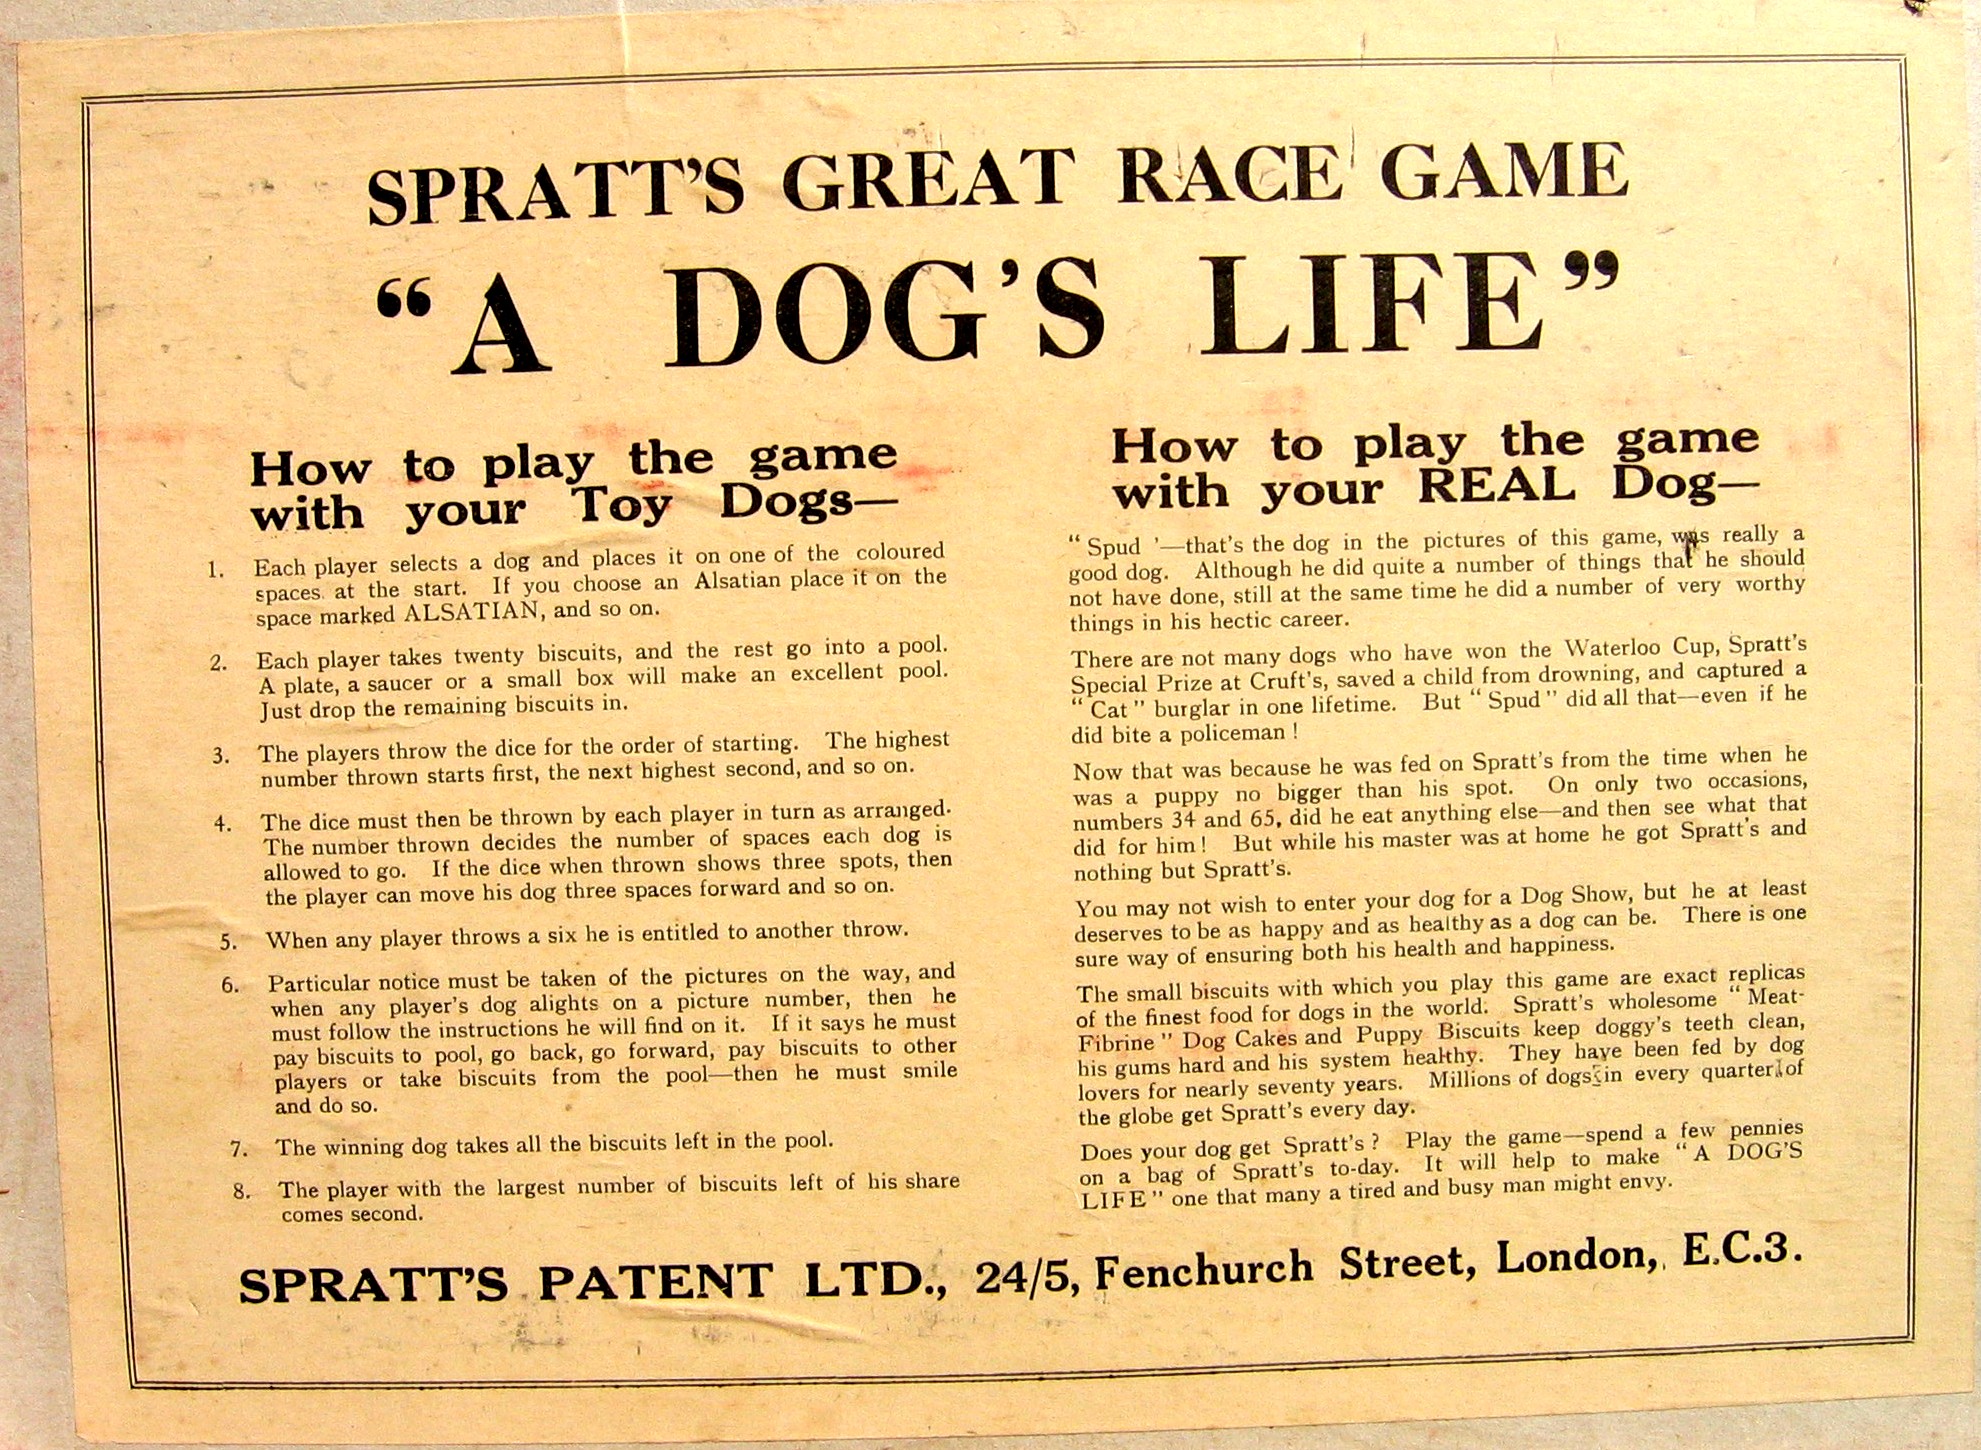 SPRATT'S GREAT RACE GAME
“A DOG'S LIFE”
How to play the game
with your Toy Dogs—
1. Each player selects a dog and places it on one of the coloured
spaces at the start. If you choose an Alsatian place it on the
space marked ALSATIAN, and so on.
2. Each player takes twenty biscuits, and the rest go into a pool.
A plate, a saucer or a small box will make an excellent pool.
Just drop the remaining biscuits in.
3. The players throw the dice for the order of starting. The highest
number thrown starts first, the next highest second, and so on.
4. The dice must then be thrown by each player in turn as arranged.
The number thrown decides the number of spaces each dog is
allowed to go. If the dice when thrown shows three spots, then
the player can move his dog three spaces forward and so on.
5. When any player throws a six he is entitled to another throw.
6. Particular notice must be taken of the pictures on the way, and
when any player's dog alights on a picture number, then he
must follow the instructions he will find on it. If it says he must
pay biscuits to pool, go back, go forward, pay biscuits to other
players or take biscuits from the pool—then he must smile
and do so.
7. The winning dog takes all the biscuits left in the pool.
8. The player with the largest number of biscuits left of his share
comes second.
How to play the game
with your REAL Dog—
“ Spud '—that's the dog in the pictures of this game, was really a
good dog. Although he did quite a number of things that he should
not have done, still at the same time he did a number of very worthy
things in his hectic career.
There are not many dogs who have won the Waterloo Cup, Spratt's
Special Prize at Cruft's, saved a child from drowning, and captured a
“ Cat ” burglar in one lifetime. But “ Spud ” did all that—even if he
did bite a policeman !
Now that was because he was fed on Spratt's from the time when he
was a puppy no bigger than his spot. On only two occasions,
numbers 34 and 65, did he eat anything else—and then see what that
did for him ! But while his master was at home he got Spratt's and
nothing but Spratt's.
You may not wish to enter your dog for a Dog Show, but he at least
deserves to be as happy and as healthy as a dog can be. There is one
sure way of ensuring both his health and happiness.
The small biscuits with which you play this game are exact replicas
of the finest food for dogs in the world. Spratt's wholesome “ Meat-
Fibrine ” Dog Cakes and Puppy Biscuits keep doggy's teeth clean,
his gums hard and his system healthy. They have been fed by dog
lovers for nearly seventy years. Millions of dogs in every quarter of
the globe get Spratt's every day.
Does your dog get Spratt's ? Play the game—spend a few pennies
on a bag of Spratt's to-day. It will help to make “ A DOG'S
LIFE ” one that many a tired and busy man might envy.
SPRATT'S PATENT LTD., 24/5, Fenchurch Street, London, E.C.3.